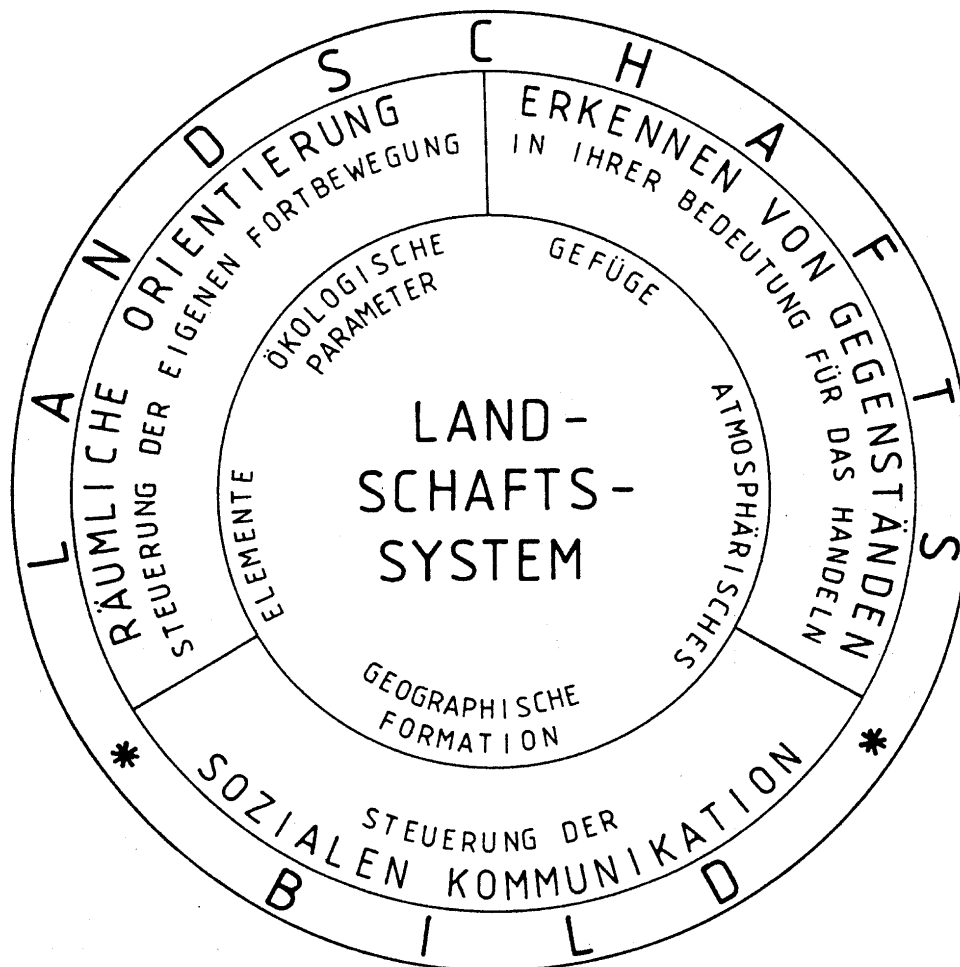 LANDSCHAFTS
* BILD *
RÄUMLICHE ORIENTIERUNG
STEUERUNG DER EIGENEN FORTBEWEGUNG
ERKENNEN VON GEGENSTÄNDEN
IN IHRER BEDEUTUNG FÜR DAS HANDELN
STEUERUNG DER
SOZIALEN KOMMUNIKATION
ÖKOLOGISCHE
PARAMETER
GEFÜGE
ATMOSPHÄRISCHES
ELEMENTE
GEOGRAPHISCHE
FORMATION
LAND-
SCHAFTS-
SYSTEM